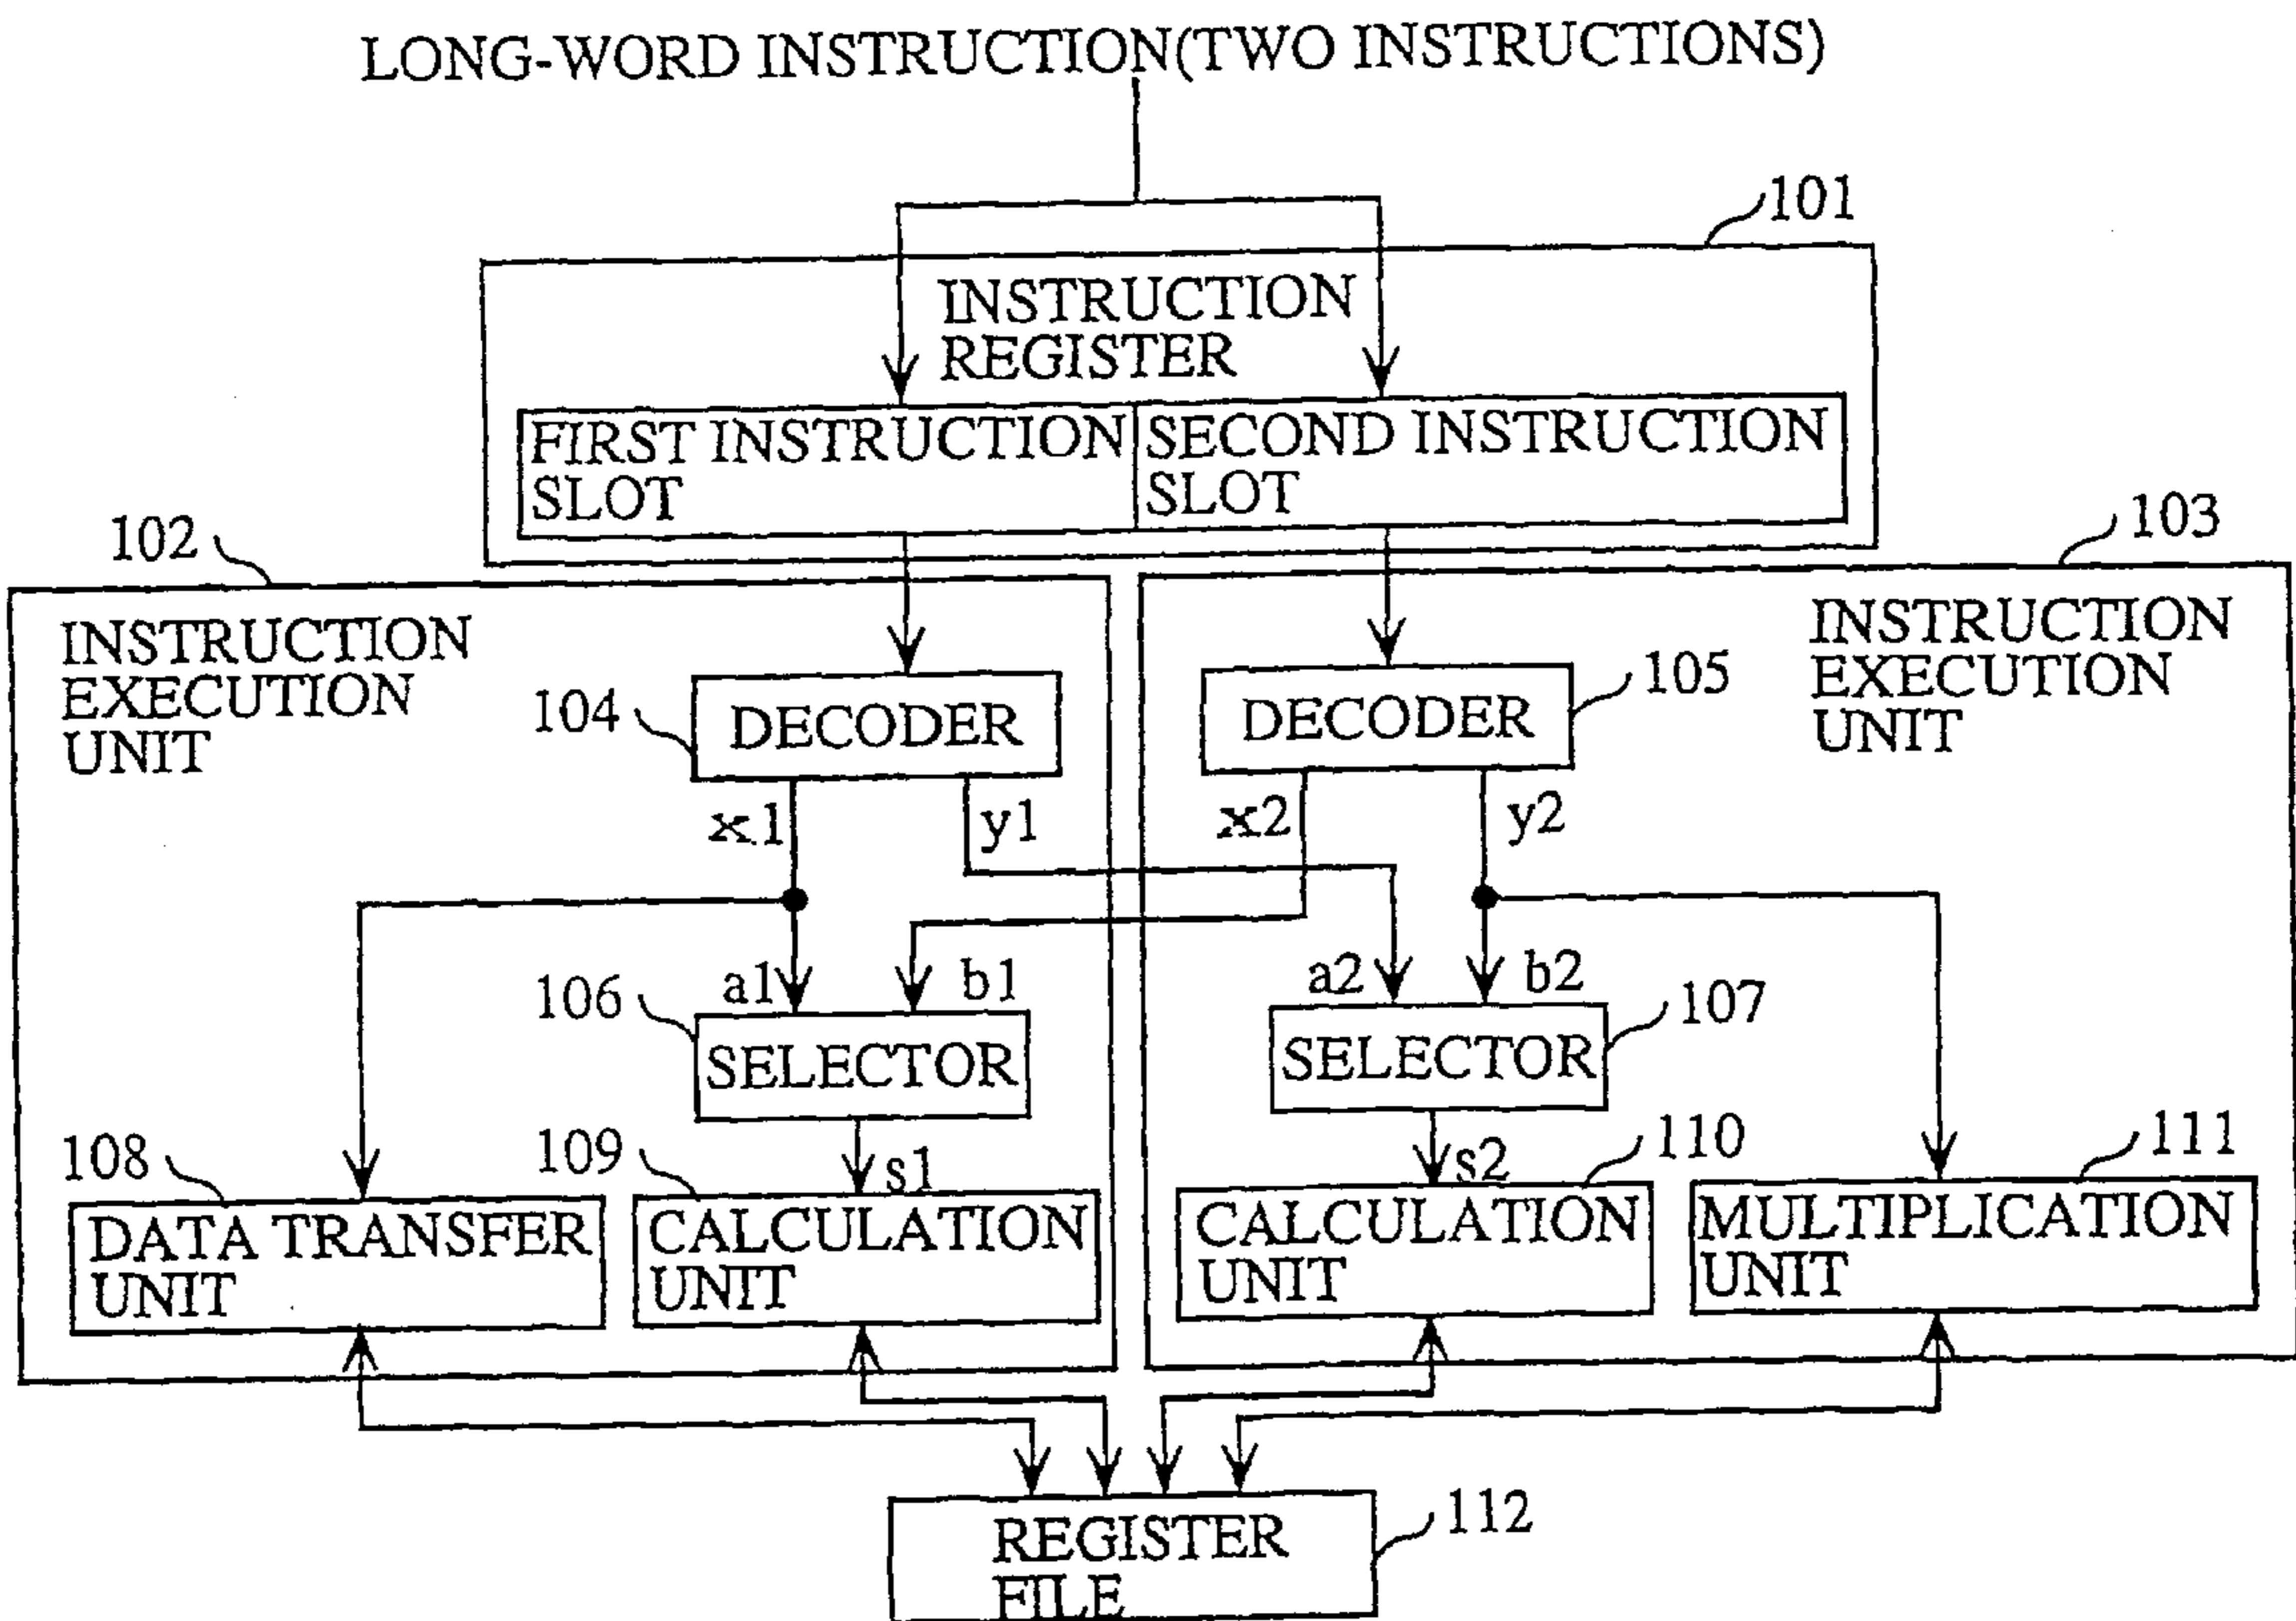 LONG-WORD INSTRUCTION(TWO INSTRUCTIONS)
101
INSTRUCTION
REGISTER
FIRST INSTRUCTION
SLOT
SECOND INSTRUCTION
SLOT
102
103
INSTRUCTION
EXECUTION
UNIT
INSTRUCTION
EXECUTION
UNIT
104
DECODER
DECODER
105
x1
y1
x2
y2
a1
b1
a2
b2
106
SELECTOR
SELECTOR
107
108
109
s1
s2
110
111
DATA TRANSFER
UNIT
CALCULATION
UNIT
CALCULATION
UNIT
MULTIPLICATION
UNIT
REGISTER
FILE
112